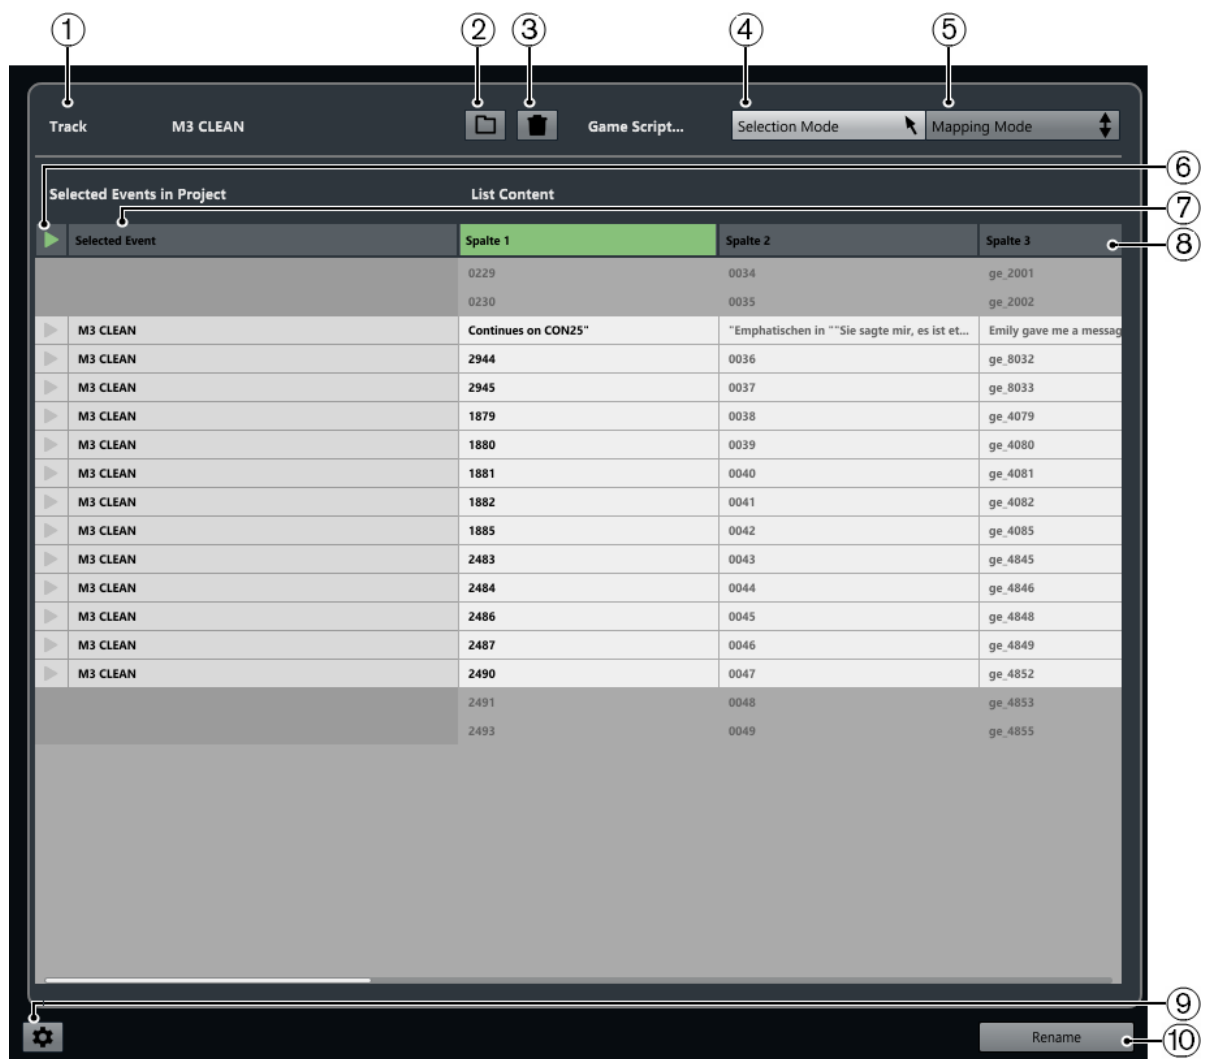 ① ② ③ ④ ⑤
Track M3 CLEAN Game Script... Selection Mode Mapping Mode
⑥
Selected Events in Project List Content
⑦
Selected Event Spalte 1 Spalte 2 Spalte 3 ⑧
0229 0034 ge_2001
0230 0035 ge_2002
M3 CLEAN Continues on CON25" "Emphatischen in ""Sie sagte mir, es ist et... Emily gave me a messag
M3 CLEAN 2944 0036 ge_8032
M3 CLEAN 2945 0037 ge_8033
M3 CLEAN 1879 0038 ge_4079
M3 CLEAN 1880 0039 ge_4080
M3 CLEAN 1881 0040 ge_4081
M3 CLEAN 1882 0041 ge_4082
M3 CLEAN 1885 0042 ge_4085
M3 CLEAN 2483 0043 ge_4845
M3 CLEAN 2484 0044 ge_4846
M3 CLEAN 2486 0045 ge_4848
M3 CLEAN 2487 0046 ge_4849
M3 CLEAN 2490 0047 ge_4852
2491 0048 ge_4853
2493 0049 ge_4855
⑨
Rename ⑩